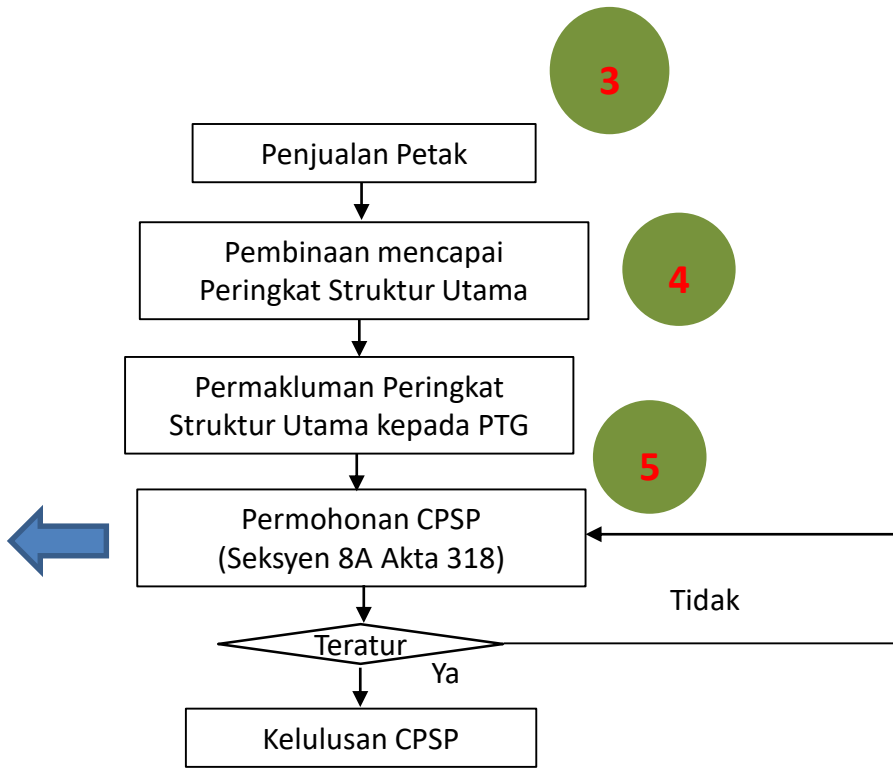 3
Penjualan Petak
Pembinaan mencapai
Peringkat Struktur Utama
4
Permakluman Peringkat
Struktur Utama kepada PTG
5
Permohonan CPSP
(Seksyen 8A Akta 318)
Tidak
Teratur
Ya
Kelulusan CPSP